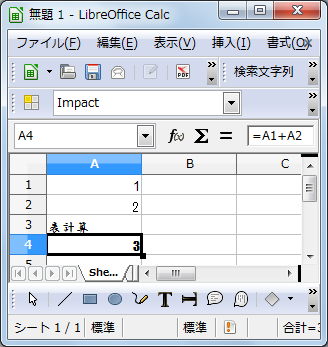 無題 1 - LibreOffice Calc
ファイル(F) 編集(E) 表示(V) 挿入(I) 書式(O)
PDF 検索文字列
Impact
A4 =A1+A2
A B C
1 1
2 2
3 表計算
4 3
5
She...
シート 1 / 1 標準 標準 合計=3